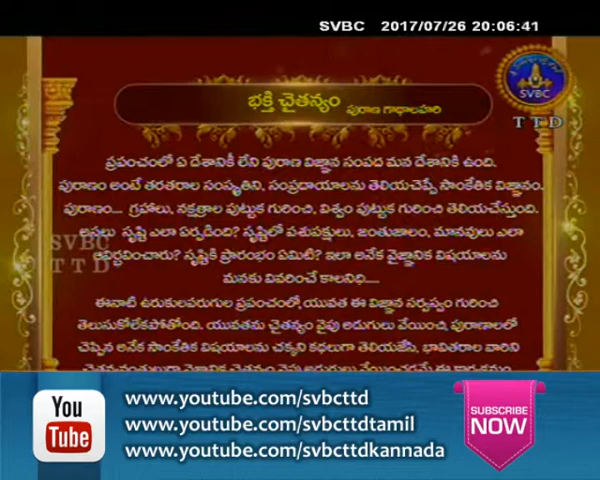 SVBC 2017/07/26 20:06:41
భక్తి చైతన్యం పురాణ గాథాలహరి
SVBC
T T D
ప్రపంచంలో ఏ దేశానికీ లేని పురాణ విజ్ఞాన సంపద మన దేశానికి ఉంది.
పురాణం అంటే తరతరాల సంస్కృతిని, సంప్రదాయాలను తెలియచెప్పే సాంకేతిక విజ్ఞానం.
పురాణం.... గ్రహాలు, నక్షత్రాల పుట్టుక గురించి, విశ్వం పుట్టుక గురించి తెలియచేస్తుంది.
అసలు సృష్టి ఎలా ఏర్పడింది? సృష్టిలో పశుపక్షులు, జంతుజాలం, మానవులు ఎలా
ఆవిర్భవించారు? సృష్టికి ప్రారంభం ఏమిటి? ఇలా అనేక వైజ్ఞానిక విషయాలను
మనకు వివరించే కాలనిధి.....
SVBC
T T D
ఈనాటి ఉరుకులపరుగుల ప్రపంచంలో, యువత ఈ విజ్ఞాన సర్వస్వం గురించి
తెలుసుకోలేకపోతోంది. యువతను చైతన్యం వైపు అడుగులు వేయించి, పురాణాలలో
చెప్పిన అనేక సాంకేతిక విషయాలను చక్కని కథలుగా తెలియజేసి, భావితరాల వారిని
You
Tube
www.youtube.com/svbcttd
www.youtube.com/svbcttdtamil
www.youtube.com/svbcttdkannada
SUBSCRIBE
NOW